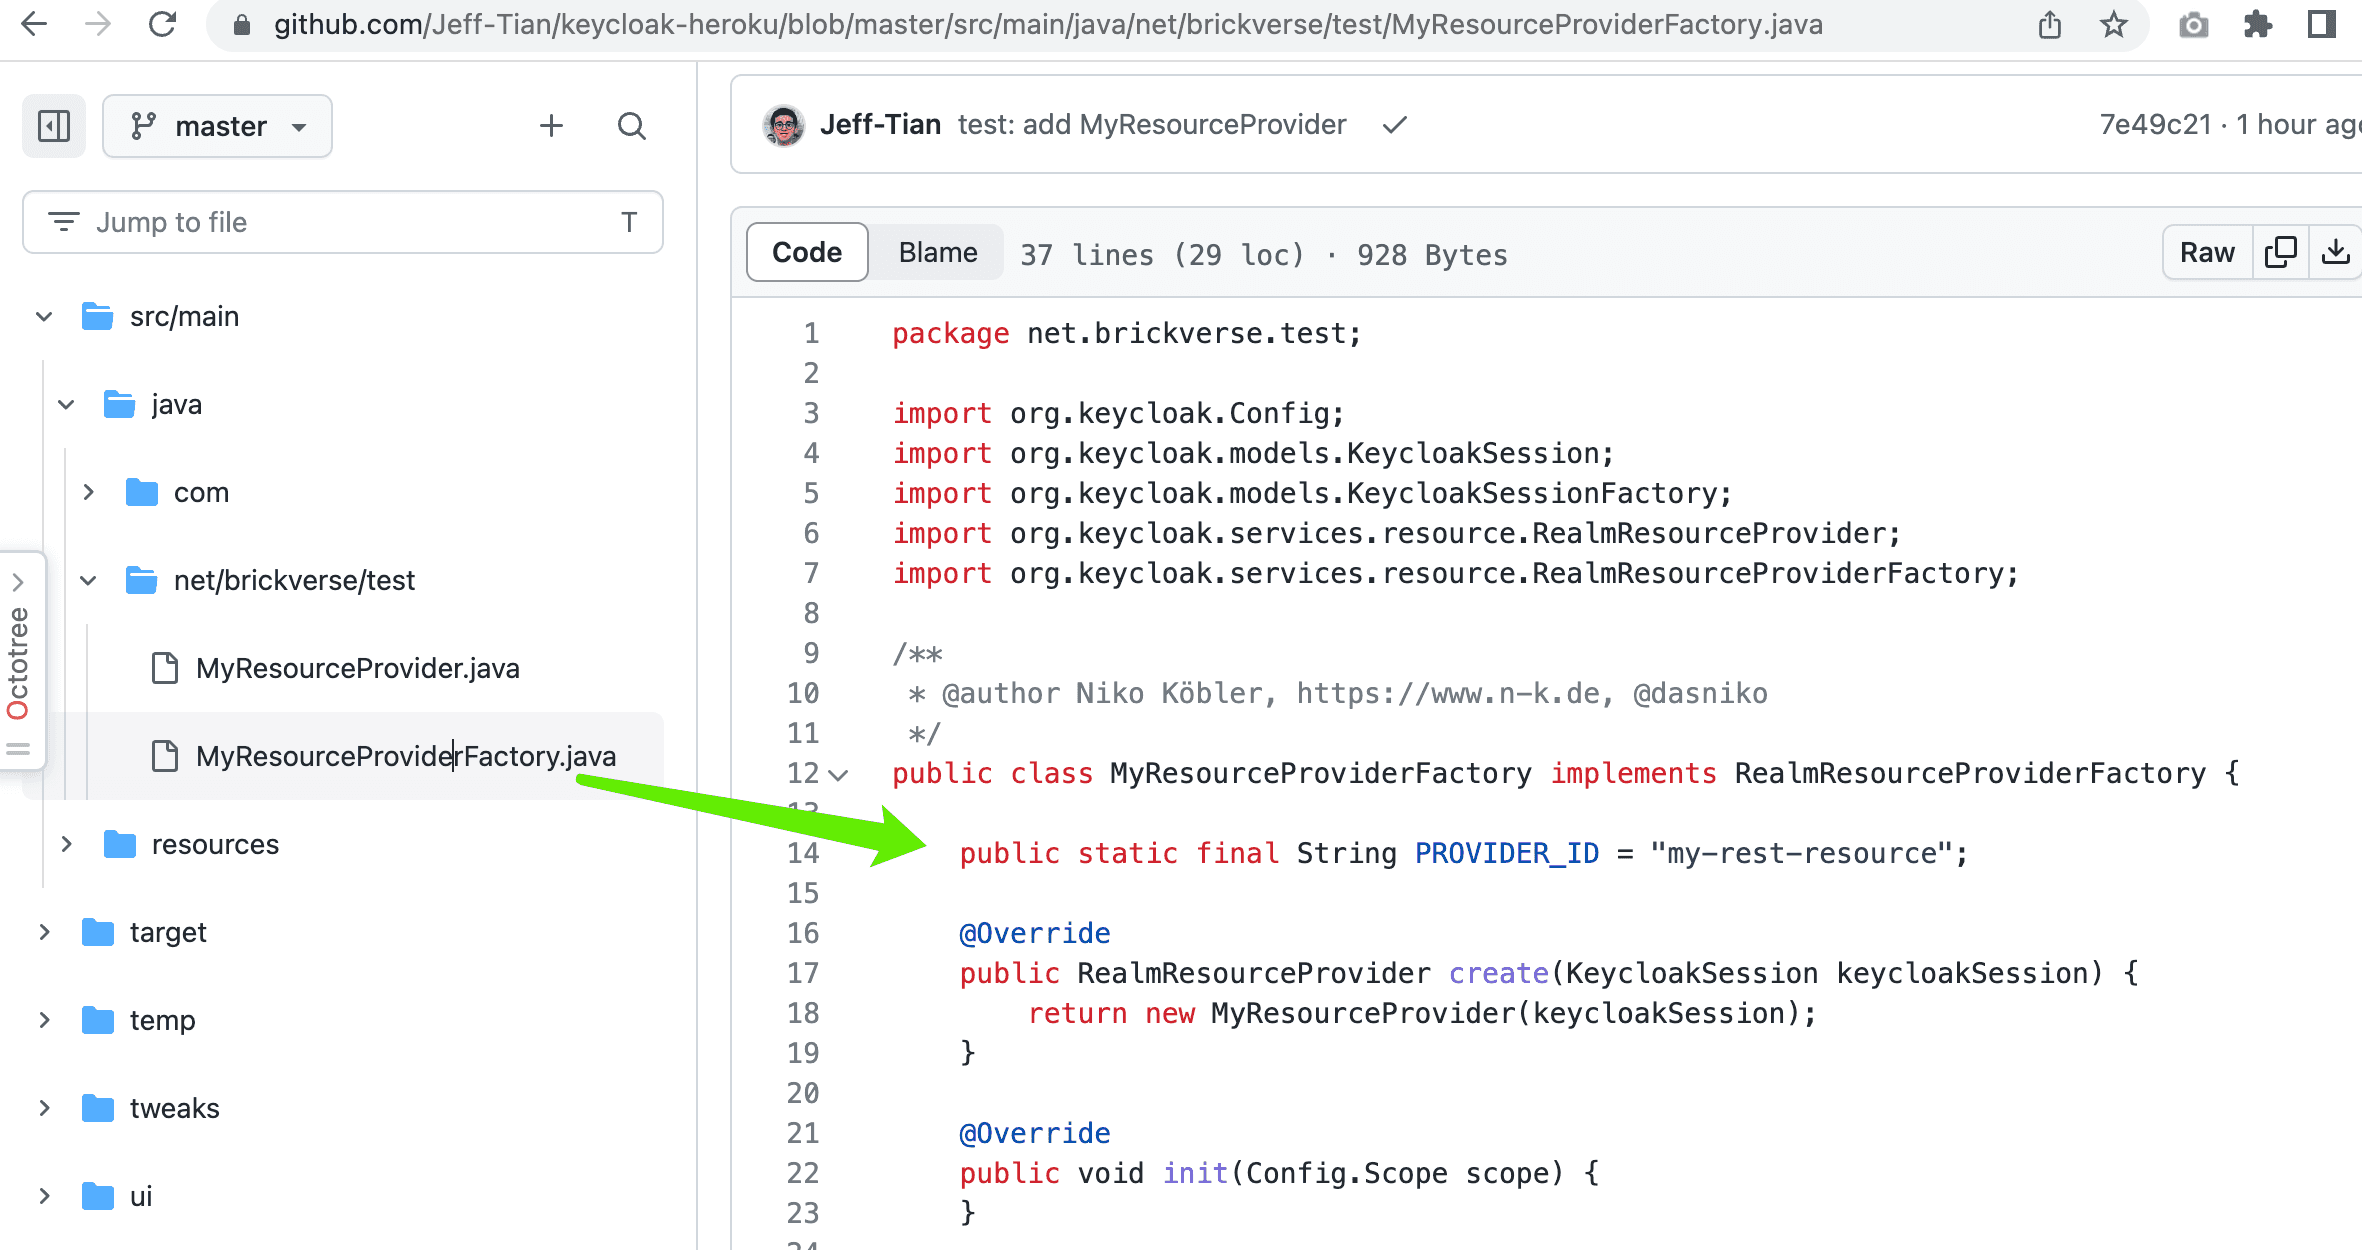 github.com/Jeff-Tian/keycloak-heroku/blob/master/src/main/java/net/brickverse/test/MyResourceProviderFactory.java
master
Jump to file T
src/main
java
com
net/brickverse/test
MyResourceProvider.java
MyResourceProviderFactory.java
resources
target
temp
tweaks
ui
Octotree
Jeff-Tian test: add MyResourceProvider 7e49c21 · 1 hour ago
Code Blame 37 lines (29 loc) · 928 Bytes Raw
1 package net.brickverse.test;
2
3 import org.keycloak.Config;
4 import org.keycloak.models.KeycloakSession;
5 import org.keycloak.models.KeycloakSessionFactory;
6 import org.keycloak.services.resource.RealmResourceProvider;
7 import org.keycloak.services.resource.RealmResourceProviderFactory;
8
9 /**
10 * @author Niko Köbler, https://www.n-k.de, @dasniko
11 */
12 public class MyResourceProviderFactory implements RealmResourceProviderFactory {
13
14 public static final String PROVIDER_ID = "my-rest-resource";
15
16 @Override
17 public RealmResourceProvider create(KeycloakSession keycloakSession) {
18 return new MyResourceProvider(keycloakSession);
19 }
20
21 @Override
22 public void init(Config.Scope scope) {
23 }
24